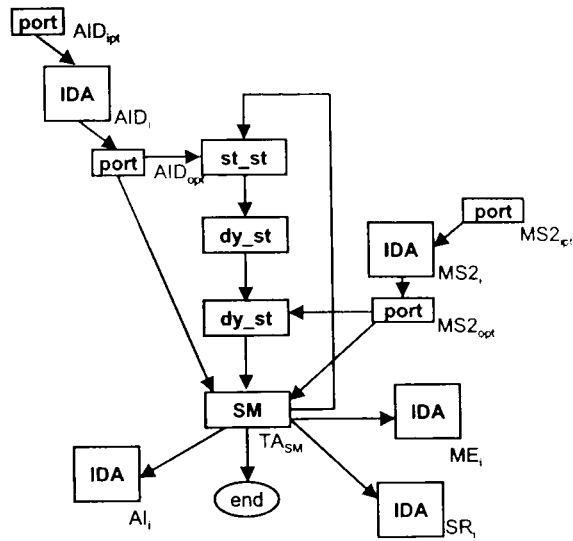 port
AID_ipt
IDA
AID_i
port
AID_opt
st_st
dy_st
port
MS2_ipt
IDA
MS2_i
dy_st
port
MS2_opt
SM
TA_SM
IDA
ME_i
IDA
AI_i
end
IDA
SR_i